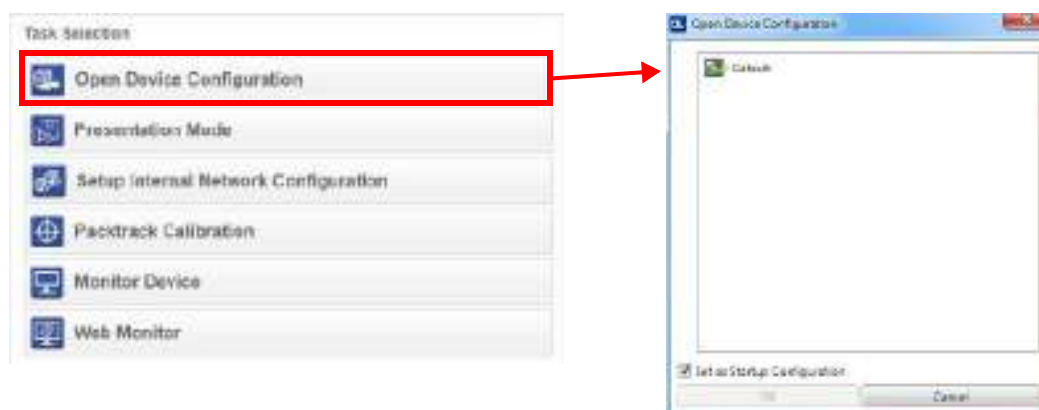 Task Selection
Open Device Configuration
Presentation Mode
Setup Internal Network Configuration
Packtrack Calibration
Monitor Device
Web Monitor
Open Device Configuration
Default
Set as Startup Configuration
Cancel